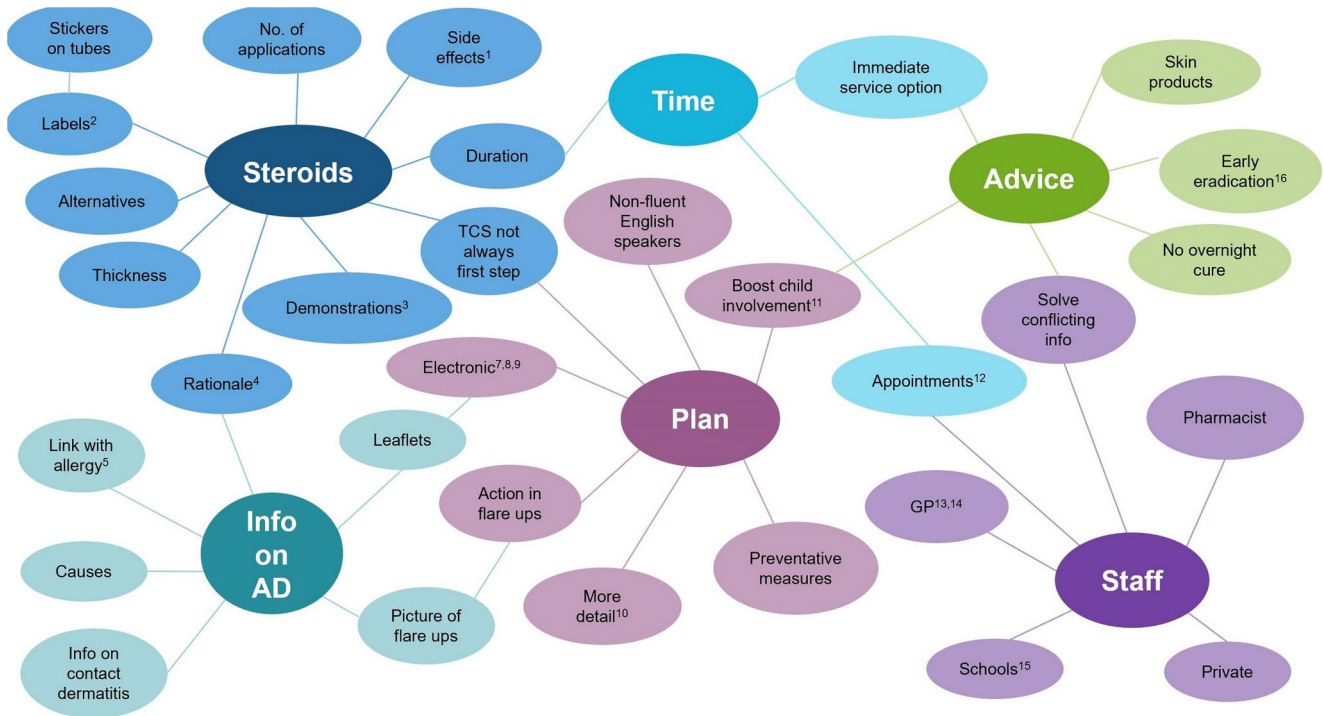 Stickers
on tubes
No. of
applications
Side
effects¹
Labels²
Steroids
Duration
Alternatives
Thickness
TCS not
always
first step
Demonstrations³
Rationale⁴
Time
Immediate
service option
Appointments¹²
Advice
Skin
products
Early
eradication¹⁶
No overnight
cure
Solve
conflicting
info
Non-fluent
English
speakers
Boost child
involvement¹¹
Electronic⁷,⁸,⁹
Plan
Action in
flare ups
More
detail¹⁰
Preventative
measures
Leaflets
Link with
allergy⁵
Info
on
AD
Causes
Picture of
flare ups
Info on
contact
dermatitis
Pharmacist
GP¹³,¹⁴
Staff
Schools¹⁵
Private